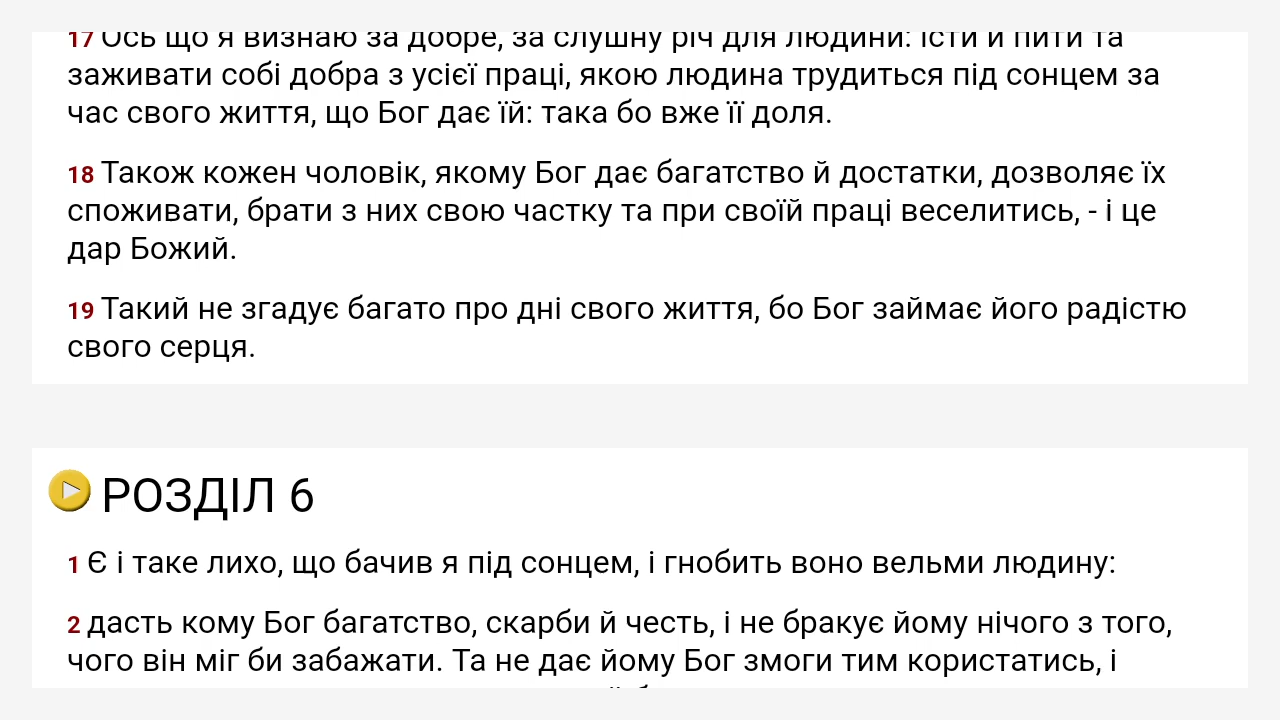 17 Ось що я визнаю за добре, за слушну річ для людини: їсти й пити та
заживати собі добра з усієї праці, якою людина трудиться під сонцем за
час свого життя, що Бог дає їй: така бо вже її доля.
18 Також кожен чоловік, якому Бог дає багатство й достатки, дозволяє їх
споживати, брати з них свою частку та при своїй праці веселитись, - і це
дар Божий.
19 Такий не згадує багато про дні свого життя, бо Бог займає його радістю
свого серця.
РОЗДІЛ 6
1 Є і таке лихо, що бачив я під сонцем, і гнобить воно вельми людину:
2 дасть кому Бог багатство, скарби й честь, і не бракує йому нічого з того,
чого він міг би забажати. Та не дає йому Бог змоги тим користатись, і